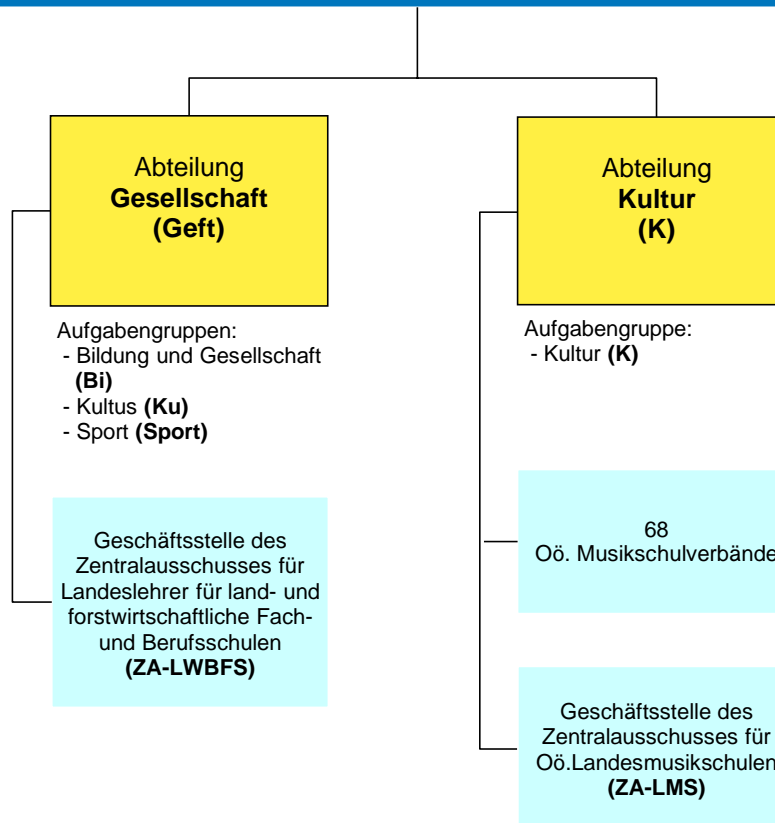 Abteilung
Gesellschaft
(Geft)
Aufgabengruppen:
- Bildung und Gesellschaft
(Bi)
- Kultus (Ku)
- Sport (Sport)
Geschäftsstelle des
Zentralausschusses für
Landeslehrer für land- und
forstwirtschaftliche Fach-
und Berufsschulen
(ZA-LWBFS)
Abteilung
Kultur
(K)
Aufgabengruppe:
- Kultur (K)
68
Oö. Musikschulverbände
Geschäftsstelle des
Zentralausschusses für
Oö.Landesmusikschulen
(ZA-LMS)